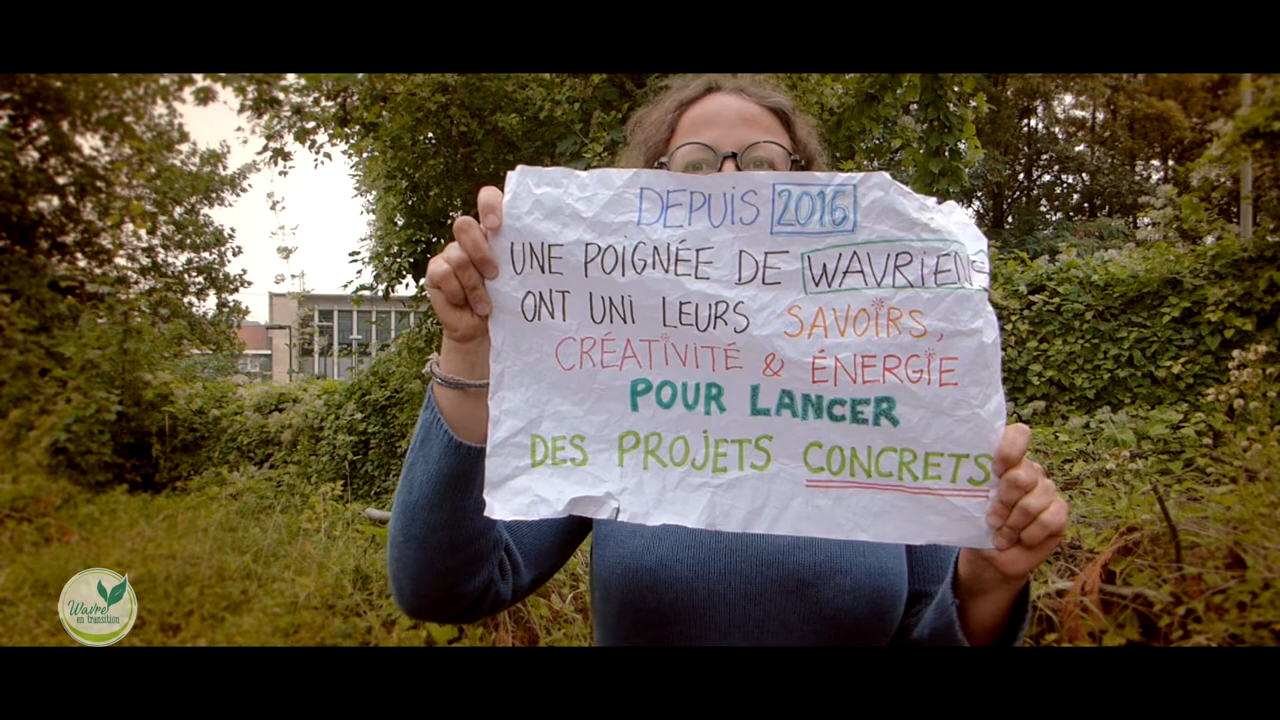 DEPUIS 2016
UNE POIGNÉE DE WAVRIENS
ONT UNI LEURS SAVOIRS,
CRÉATIVITÉ & ÉNERGIE
POUR LANCER
DES PROJETS CONCRETS
Wavre
en transition